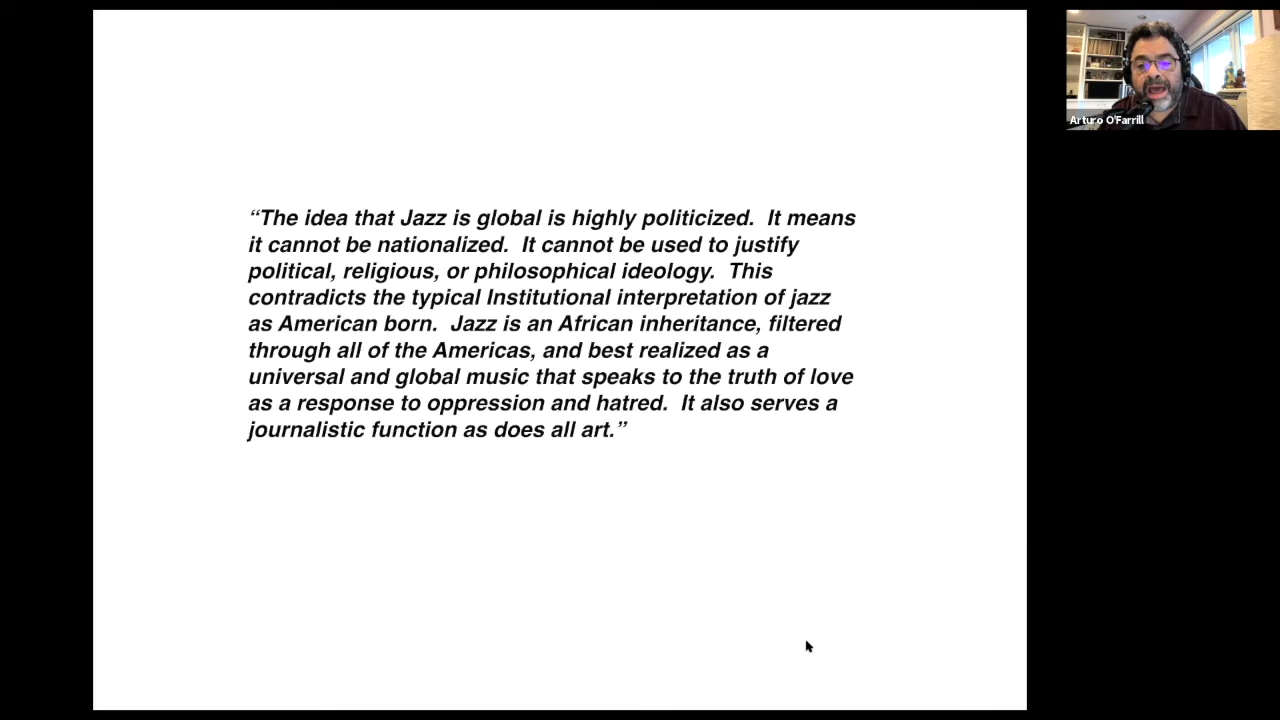 “The idea that Jazz is global is highly politicized.  It means
it cannot be nationalized.  It cannot be used to justify
political, religious, or philosophical ideology.  This
contradicts the typical Institutional interpretation of jazz
as American born.  Jazz is an African inheritance, filtered
through all of the Americas, and best realized as a
universal and global music that speaks to the truth of love
as a response to oppression and hatred.  It also serves a
journalistic function as does all art.”
Arturo O'Farrill